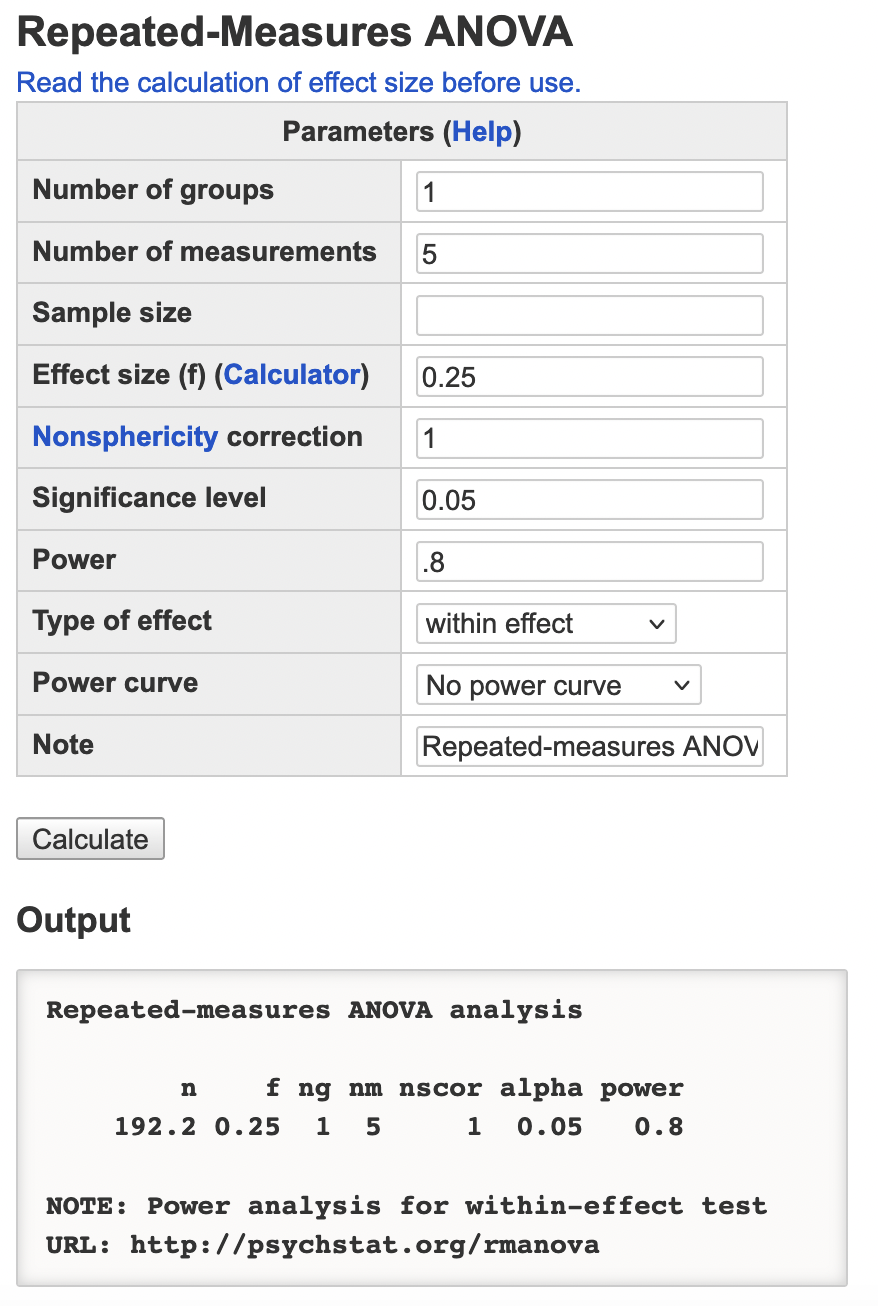 Repeated-Measures ANOVA
Read the calculation of effect size before use.
Parameters (Help)
Number of groups 1
Number of measurements 5
Sample size
Effect size (f) (Calculator) 0.25
Nonsphericity correction 1
Significance level 0.05
Power .8
Type of effect within effect
Power curve No power curve
Note Repeated-measures ANOV
Calculate
Output
Repeated-measures ANOVA analysis
n f ng nm nscor alpha power
192.2 0.25 1 5 1 0.05 0.8
NOTE: Power analysis for within-effect test
URL: http://psychstat.org/rmanova